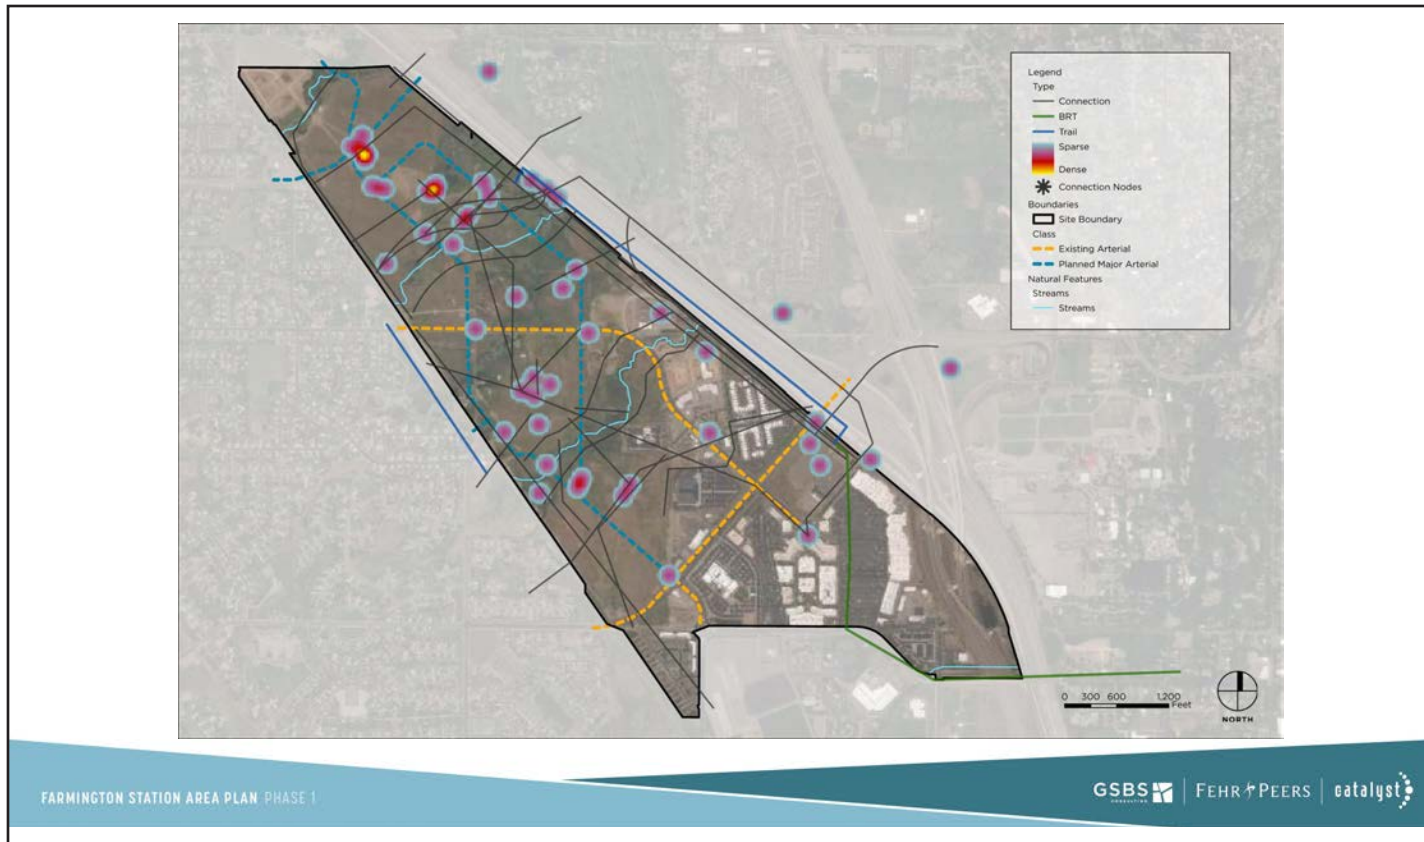 Legend
Type
Connection
BRT
Trail
Sparse
Dense
Connection Nodes
Boundaries
Site Boundary
Class
Existing Arterial
Planned Major Arterial
Natural Features
Streams
Streams
0 300 600 1,200
Feet
NORTH
FARMINGTON STATION AREA PLAN PHASE 1
GSBS
CONSULTING
FEHR PEERS
catalyst